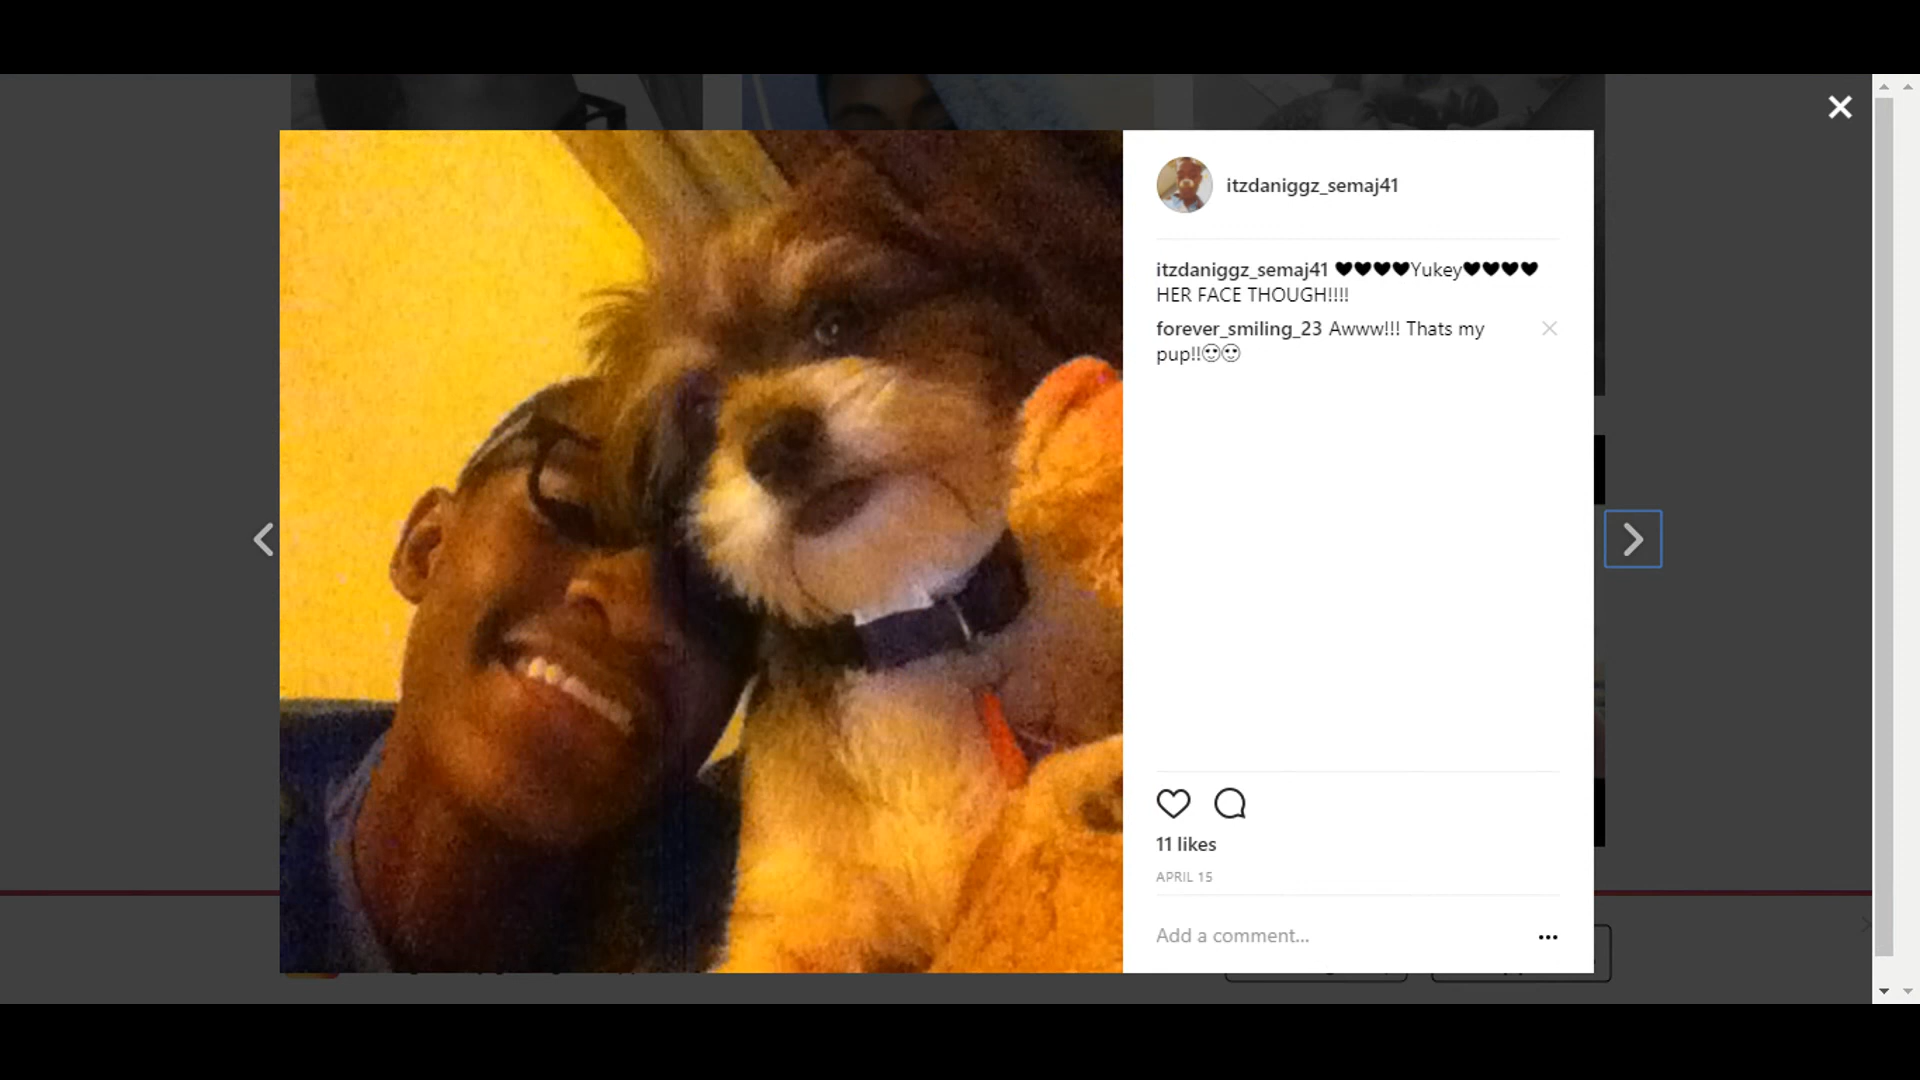 itzdaniggz_semaj41
itzdaniggz_semaj41 🖤🖤🖤🖤Yukey🖤🖤🖤🖤
HER FACE THOUGH!!!!
forever_smiling_23 Awww!!! Thats my
pup!!🙂🙂
11 likes
APRIL 15
Add a comment...